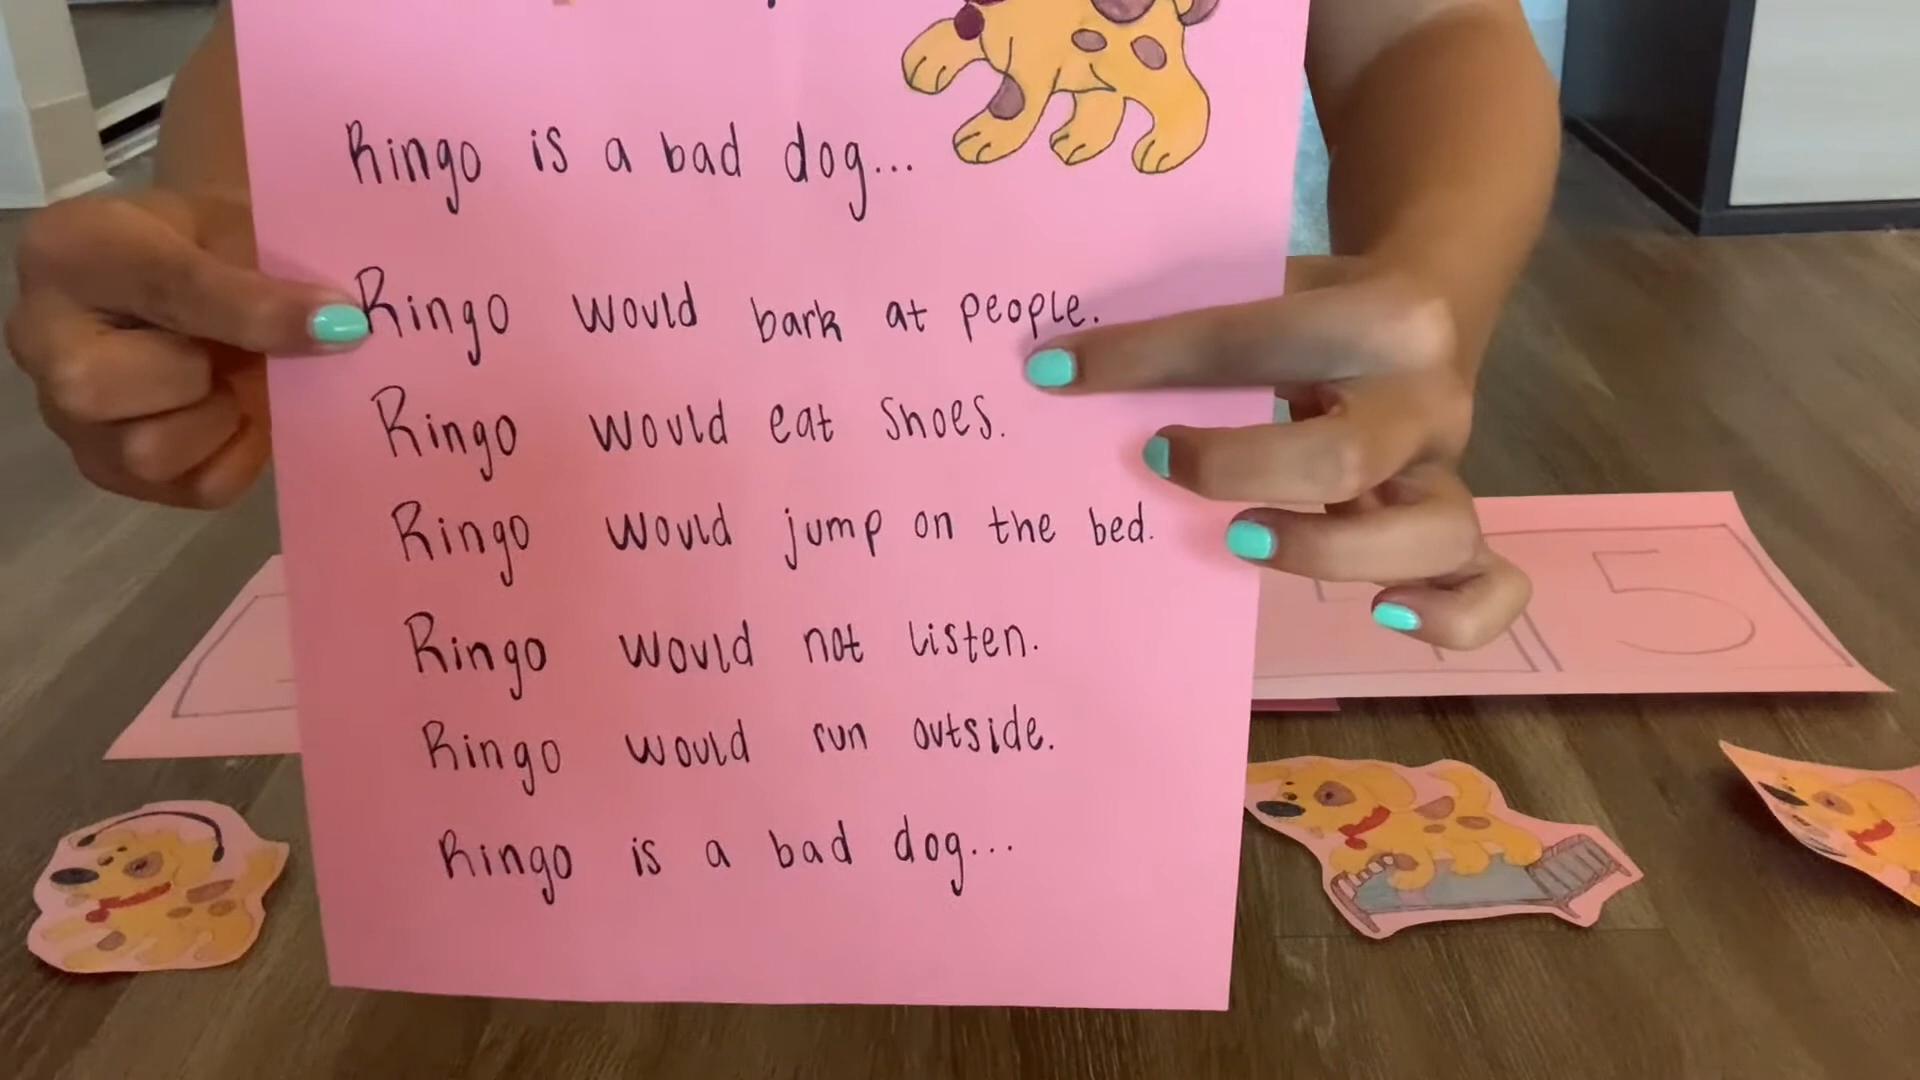 Ringo is a bad dog...
Ringo would bark at people.
Ringo would eat shoes.
Ringo would jump on the bed.
Ringo would not listen.
Ringo would run outside.
Ringo is a bad dog...
5